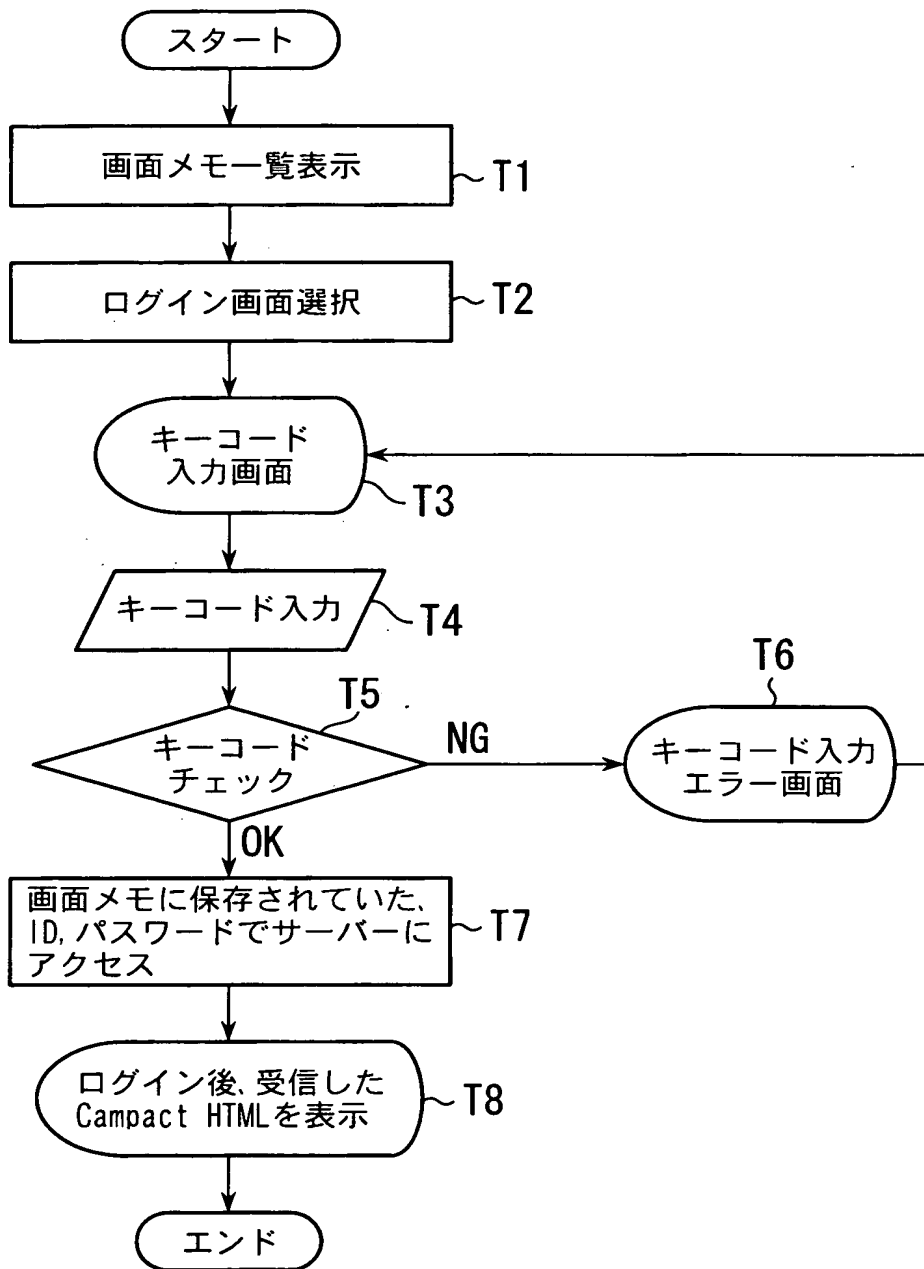 スタート
画面メモ一覧表示
T1
ログイン画面選択
T2
キーコード
入力画面
T3
キーコード入力
T4
T5
キーコード
チェック
NG
T6
キーコード入力
エラー画面
OK
画面メモに保存されていた、
ID, パスワードでサーバーに
アクセス
T7
ログイン後、受信した
Campact HTMLを表示
T8
エンド